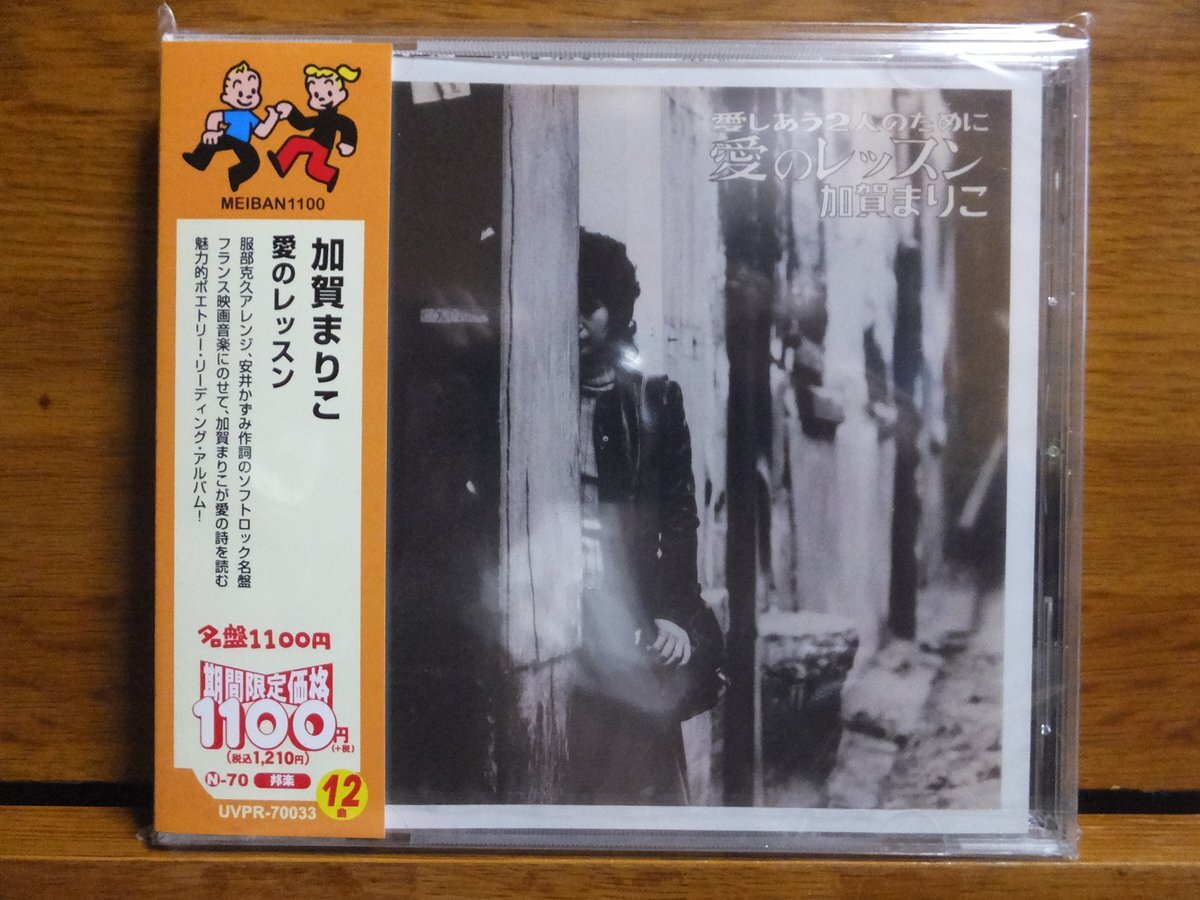 MEIBAN1100
加賀まりこ
愛のレッスン
服部克久アレンジ、安井かずみ作詞のソフトロック名盤
フランス映画音楽にのせて、加賀まりこが愛の詩を読む
魅力的ポエトリー・リーディング・アルバム!
名盤1100円
期間限定価格
1100円
(+税)
(税込1,210円)
N-70 邦楽
12曲
UVPR-70033
愛しあう2人のために
愛のレッスン
加賀まりこ